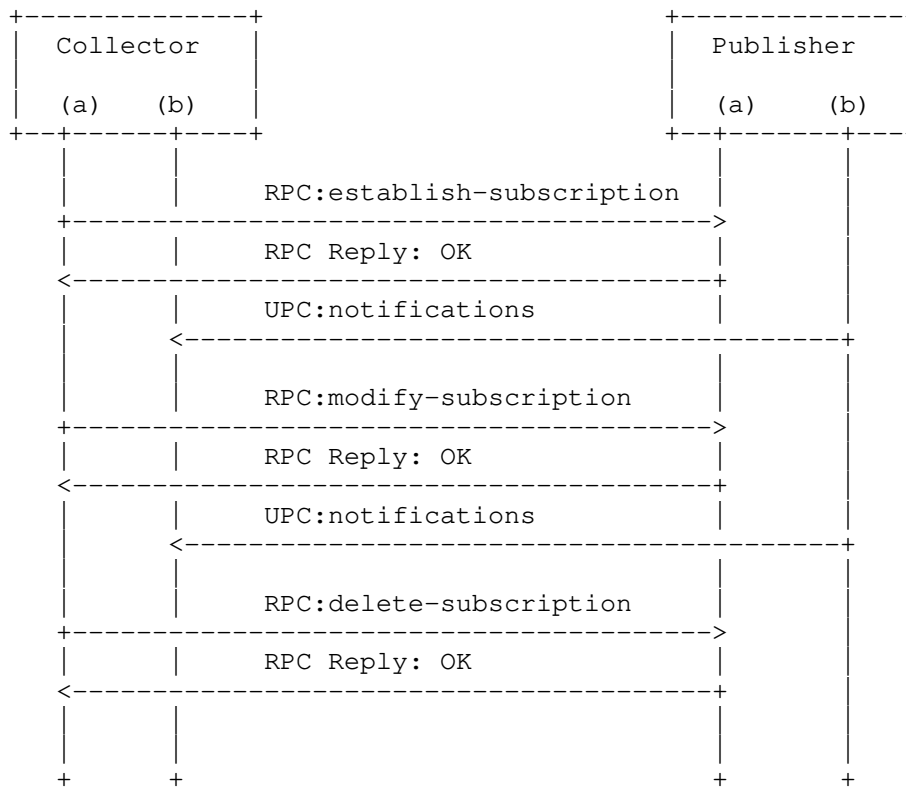 Collector Publisher
(a) (b) (a) (b)
RPC:establish-subscription
RPC Reply: OK
UPC:notifications
RPC:modify-subscription
RPC Reply: OK
UPC:notifications
RPC:delete-subscription
RPC Reply: OK